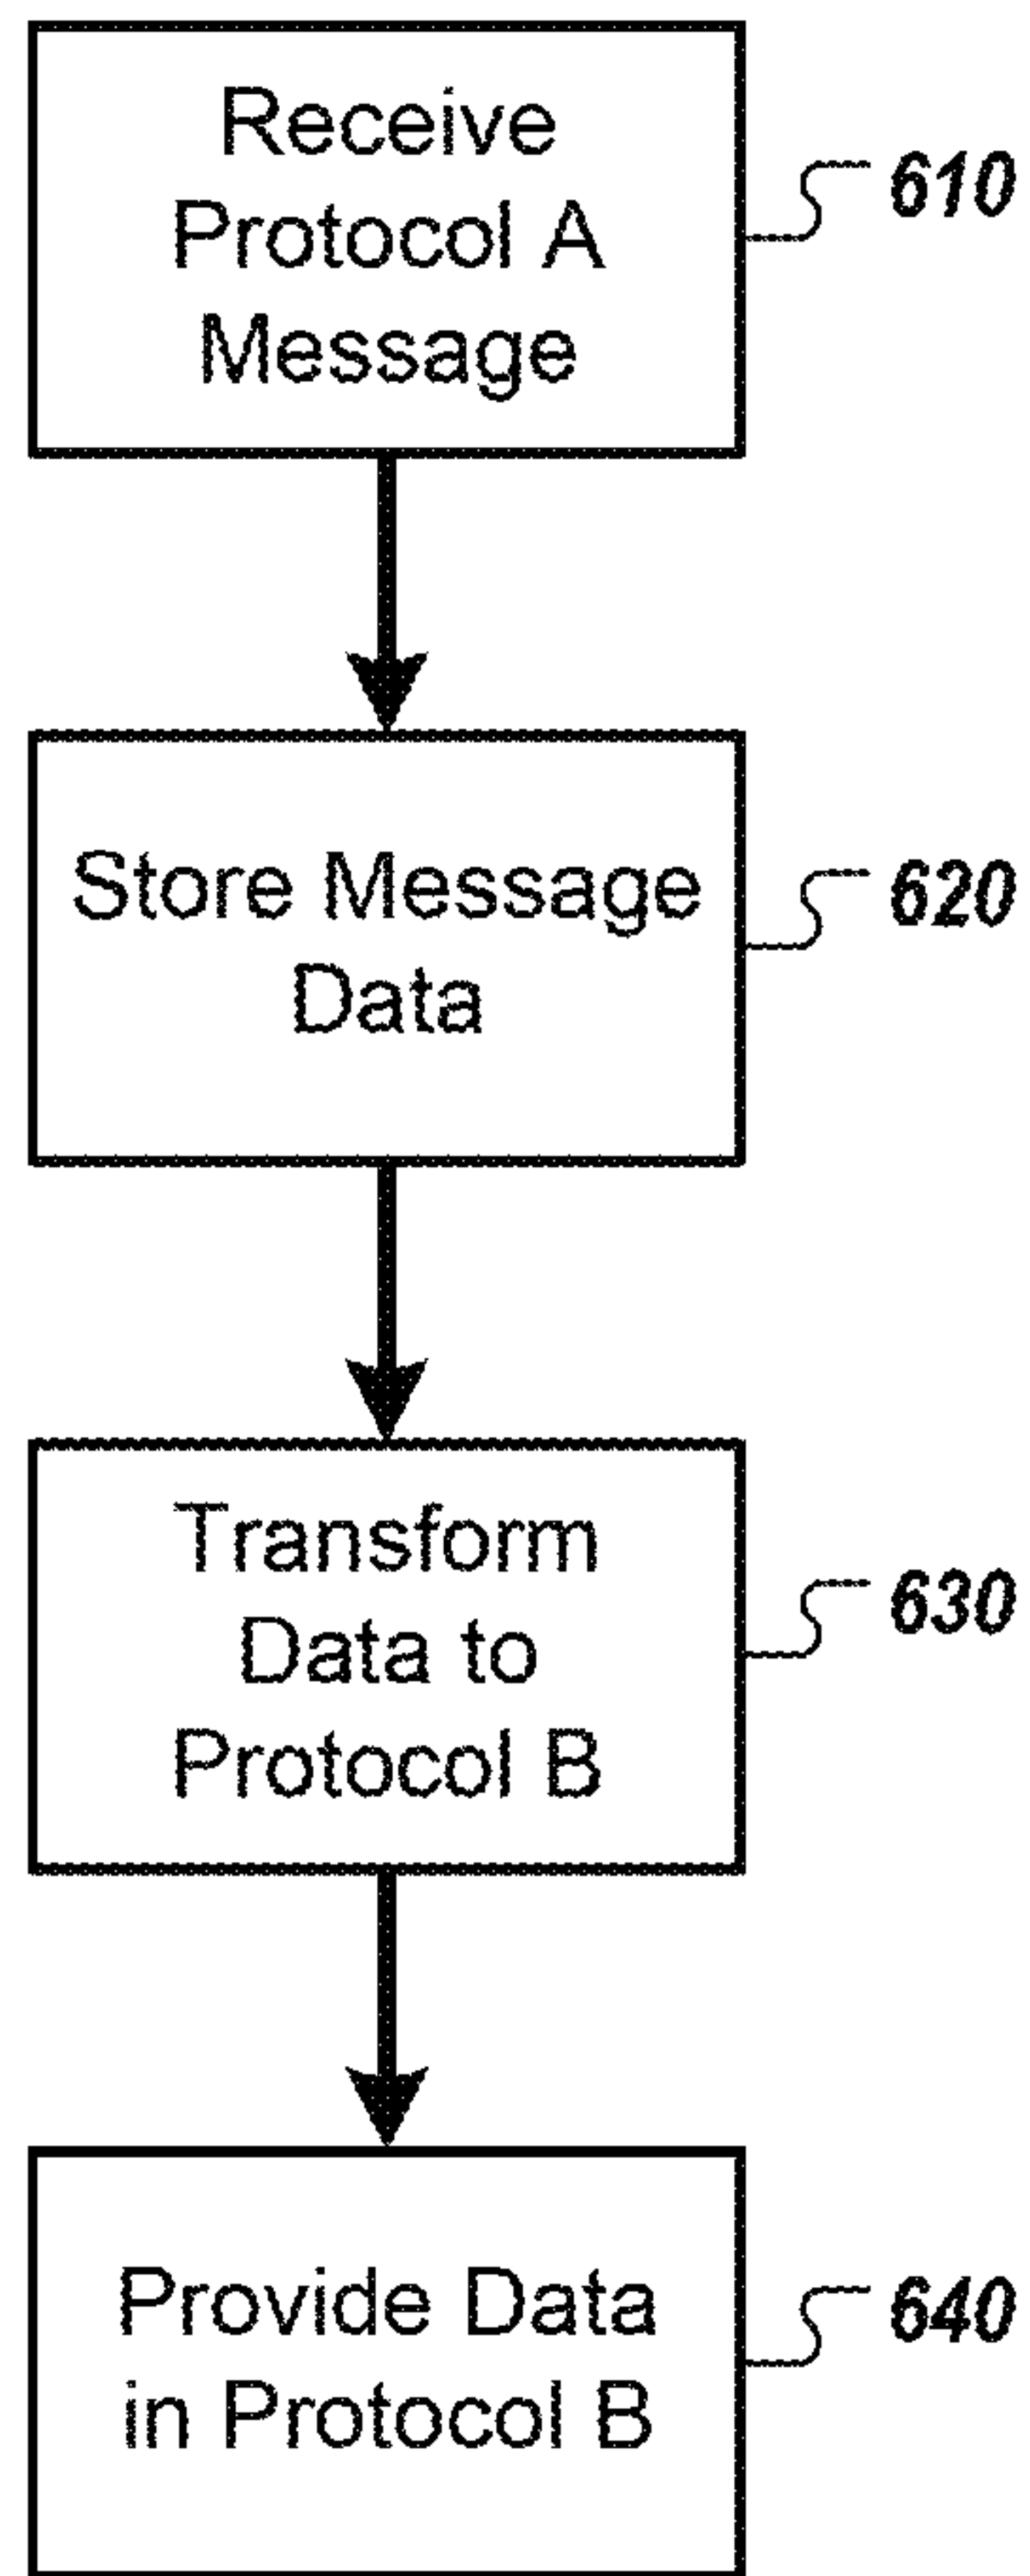 Receive
Protocol A
Message
610
Store Message
Data
620
Transform
Data to
Protocol B
630
Provide Data
in Protocol B
640